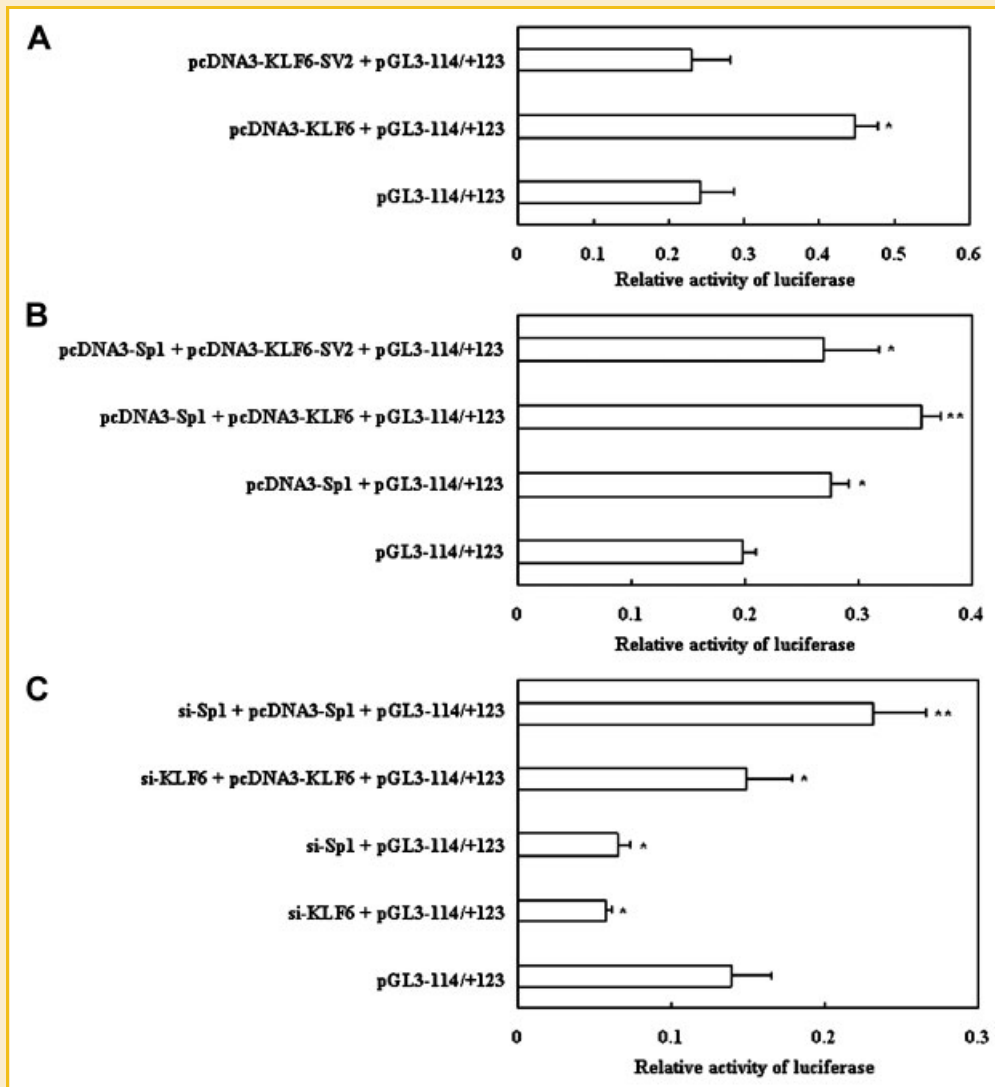 A
pcDNA3-KLF6-SV2 + pGL3-114/+123
pcDNA3-KLF6 + pGL3-114/+123
*
pGL3-114/+123
0 0.1 0.2 0.3 0.4 0.5 0.6
Relative activity of luciferase
B
pcDNA3-Sp1 + pcDNA3-KLF6-SV2 + pGL3-114/+123
*
pcDNA3-Sp1 + pcDNA3-KLF6 + pGL3-114/+123
**
pcDNA3-Sp1 + pGL3-114/+123
*
pGL3-114/+123
0 0.1 0.2 0.3 0.4
Relative activity of luciferase
C
si-Sp1 + pcDNA3-Sp1 + pGL3-114/+123
**
si-KLF6 + pcDNA3-KLF6 + pGL3-114/+123
*
si-Sp1 + pGL3-114/+123
*
si-KLF6 + pGL3-114/+123
*
pGL3-114/+123
0 0.1 0.2 0.3
Relative activity of luciferase